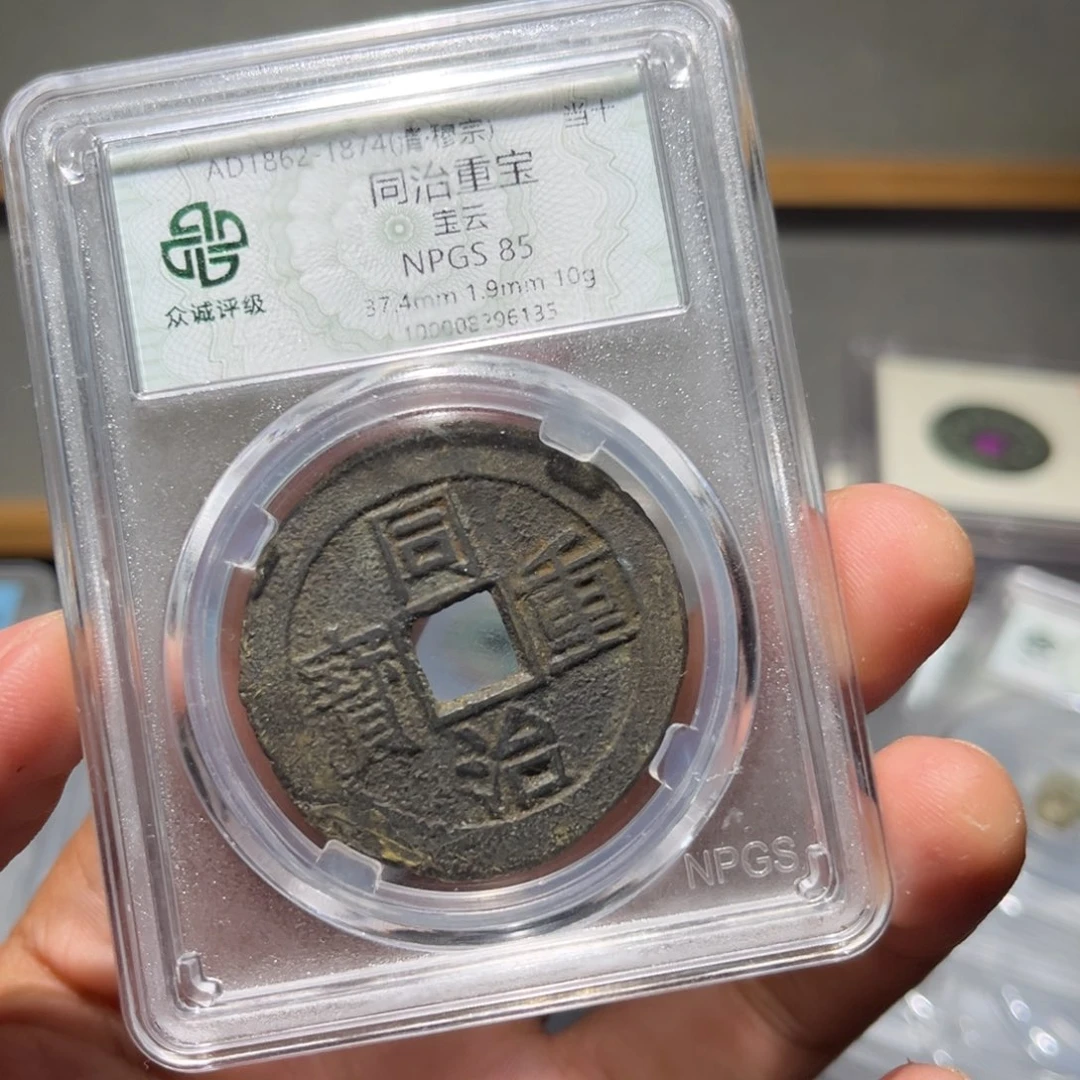 当十
AD1862-1874(清·穆宗)
同治重宝
宝云
NPGS 85
37.4mm 1.9mm 10g
众诚评级
同
重
治
寶
NPGS